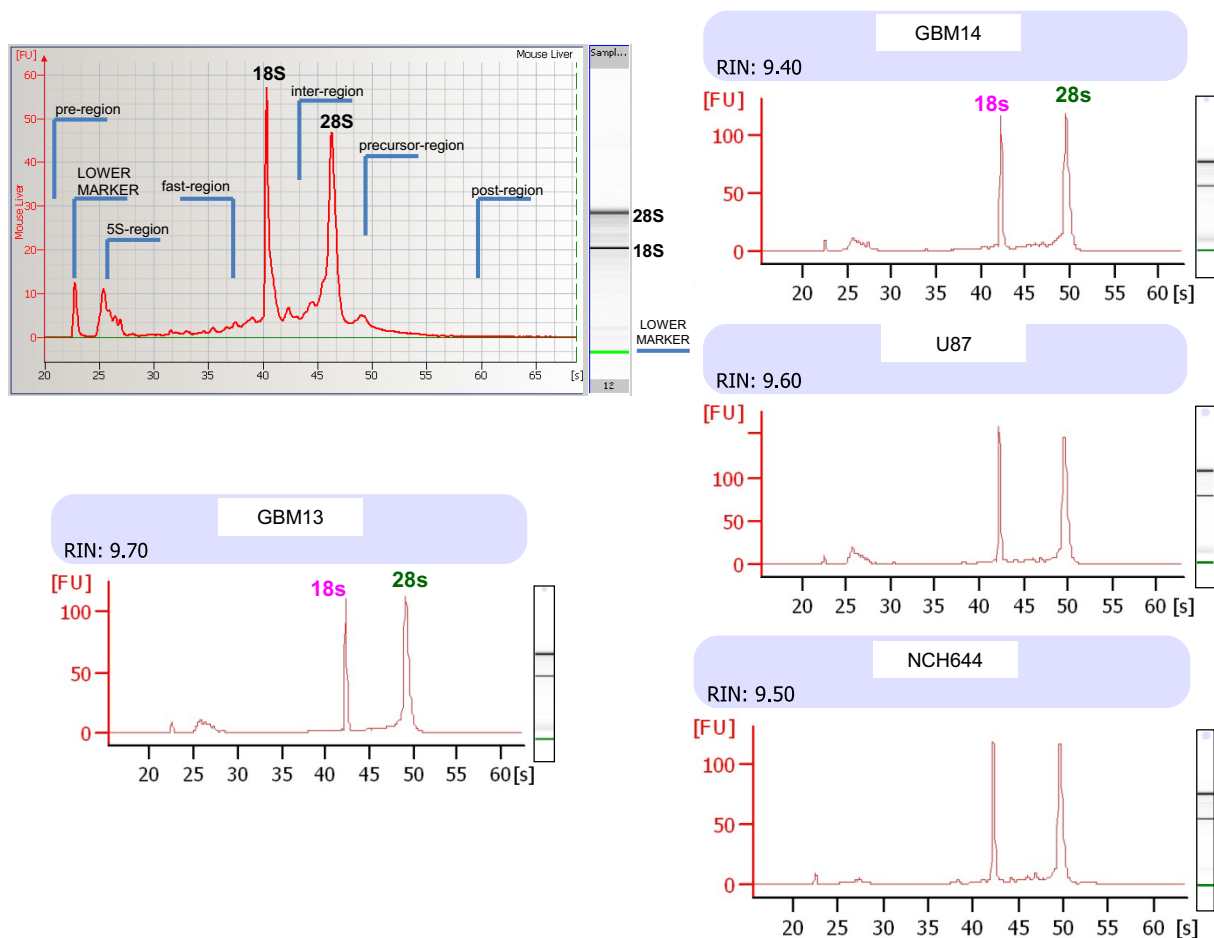 [FU]
Mouse Liver
Sampl...
60
50
40
30
20
10
0
Mouse Liver
pre-region
LOWER
MARKER
5S-region
fast-region
18S
inter-region
28S
precursor-region
post-region
20 25 30 35 40 45 50 55 60 65 [s]
28S
18S
LOWER
MARKER
12
GBM14
RIN: 9.40
[FU]
18s
28s
100
50
0
20 25 30 35 40 45 50 55 60 [s]
U87
RIN: 9.60
[FU]
100
50
0
20 25 30 35 40 45 50 55 60 [s]
GBM13
RIN: 9.70
[FU]
18s
28s
100
50
0
20 25 30 35 40 45 50 55 60 [s]
NCH644
RIN: 9.50
[FU]
100
50
0
20 25 30 35 40 45 50 55 60 [s]